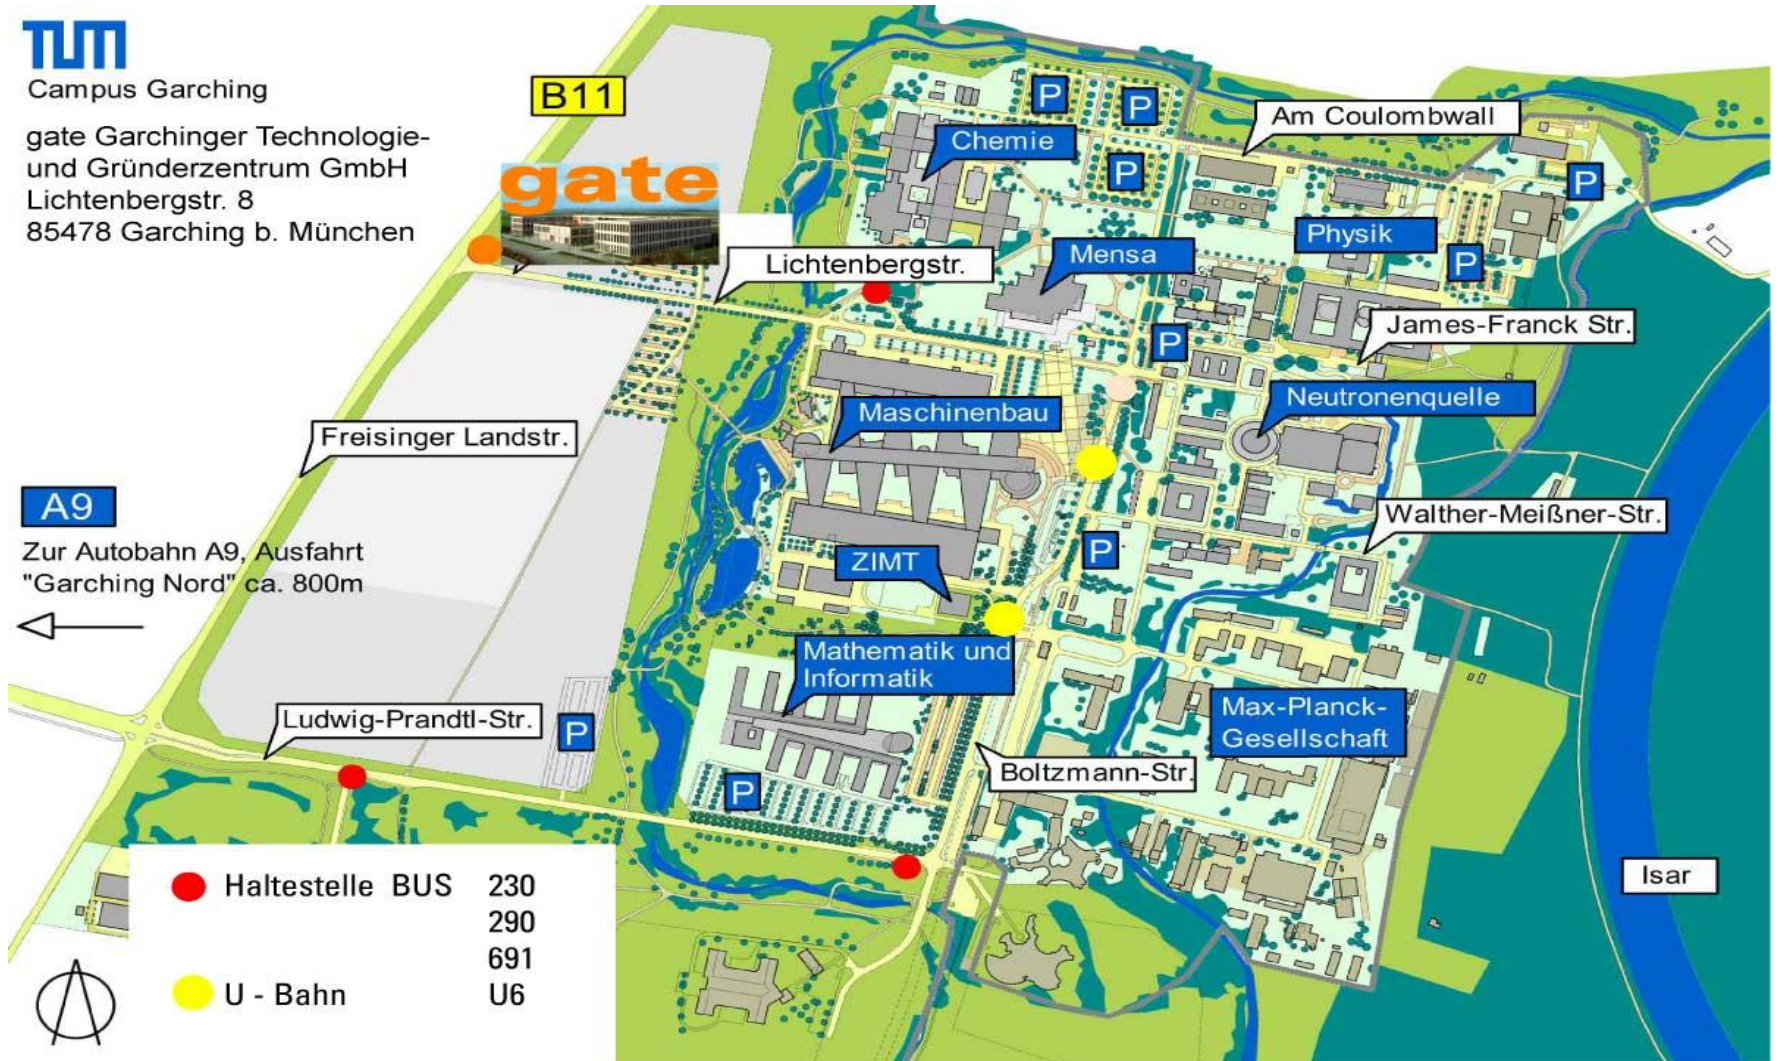 TUM
Campus Garching
gate Garchinger Technologie-
und Gründerzentrum GmbH
Lichtenbergstr. 8
85478 Garching b. München
B11
gate
Chemie
P
P
P
Am Coulombwall
P
Physik
P
Mensa
Lichtenbergstr.
P
James-Franck Str.
Neutronenquelle
Maschinenbau
Freisinger Landstr.
A9
Zur Autobahn A9, Ausfahrt
"Garching Nord" ca. 800m
Walther-Meißner-Str.
P
ZIMT
Mathematik und
Informatik
Max-Planck-
Gesellschaft
Ludwig-Prandtl-Str.
P
P
Boltzmann-Str.
Isar
Haltestelle BUS 230
290
691
U - Bahn U6